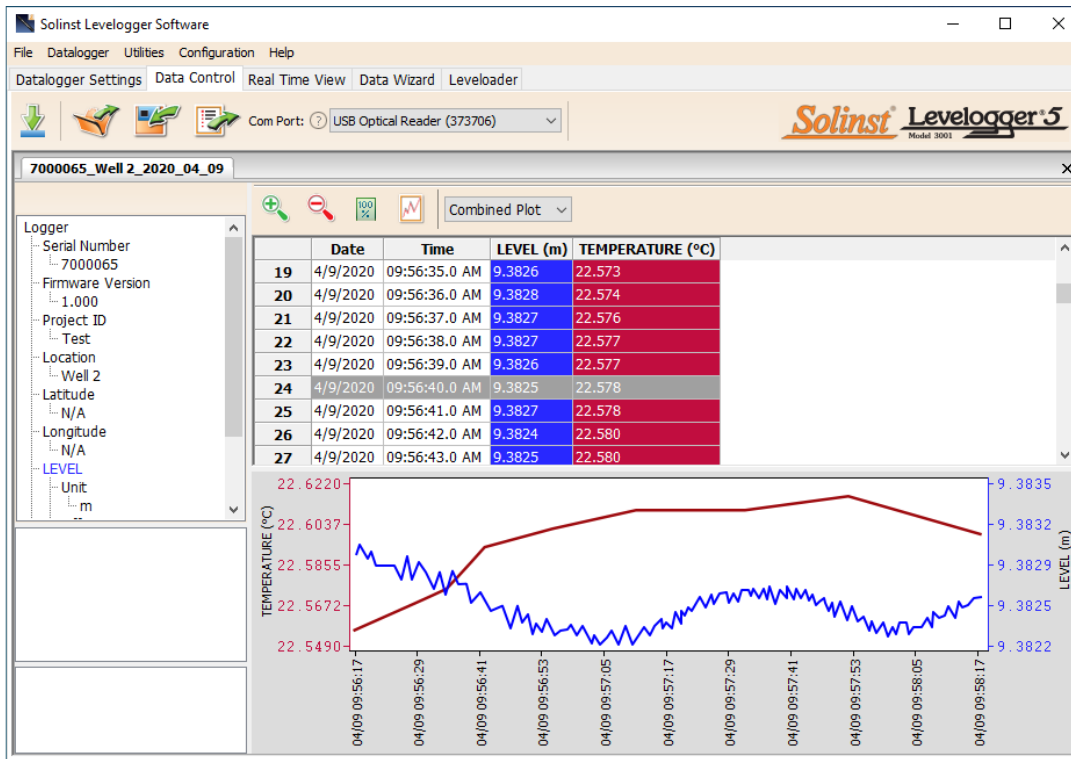 Solinst Levelogger Software
File Datalogger Utilities Configuration Help
Datalogger Settings Data Control Real Time View Data Wizard Leveloader
Com Port: ? USB Optical Reader (373706)
Solinst® Levelogger® 5
Model 3001
7000065_Well 2_2020_04_09
100 %
Combined Plot
Logger
Serial Number
7000065
Firmware Version
1.000
Project ID
Test
Location
Well 2
Latitude
N/A
Longitude
N/A
LEVEL
Unit
m
Date Time LEVEL (m) TEMPERATURE (°C)
19 4/9/2020 09:56:35.0 AM 9.3826 22.573
20 4/9/2020 09:56:36.0 AM 9.3828 22.574
21 4/9/2020 09:56:37.0 AM 9.3827 22.576
22 4/9/2020 09:56:38.0 AM 9.3827 22.577
23 4/9/2020 09:56:39.0 AM 9.3826 22.577
24 4/9/2020 09:56:40.0 AM 9.3825 22.578
25 4/9/2020 09:56:41.0 AM 9.3827 22.578
26 4/9/2020 09:56:42.0 AM 9.3824 22.580
27 4/9/2020 09:56:43.0 AM 9.3825 22.580
TEMPERATURE (°C)
22.6220
22.6037
22.5855
22.5672
22.5490
9.3835
9.3832
9.3829
9.3825
9.3822
LEVEL (m)
04/09 09:56:17
04/09 09:56:29
04/09 09:56:41
04/09 09:56:53
04/09 09:57:05
04/09 09:57:17
04/09 09:57:29
04/09 09:57:41
04/09 09:57:53
04/09 09:58:05
04/09 09:58:17